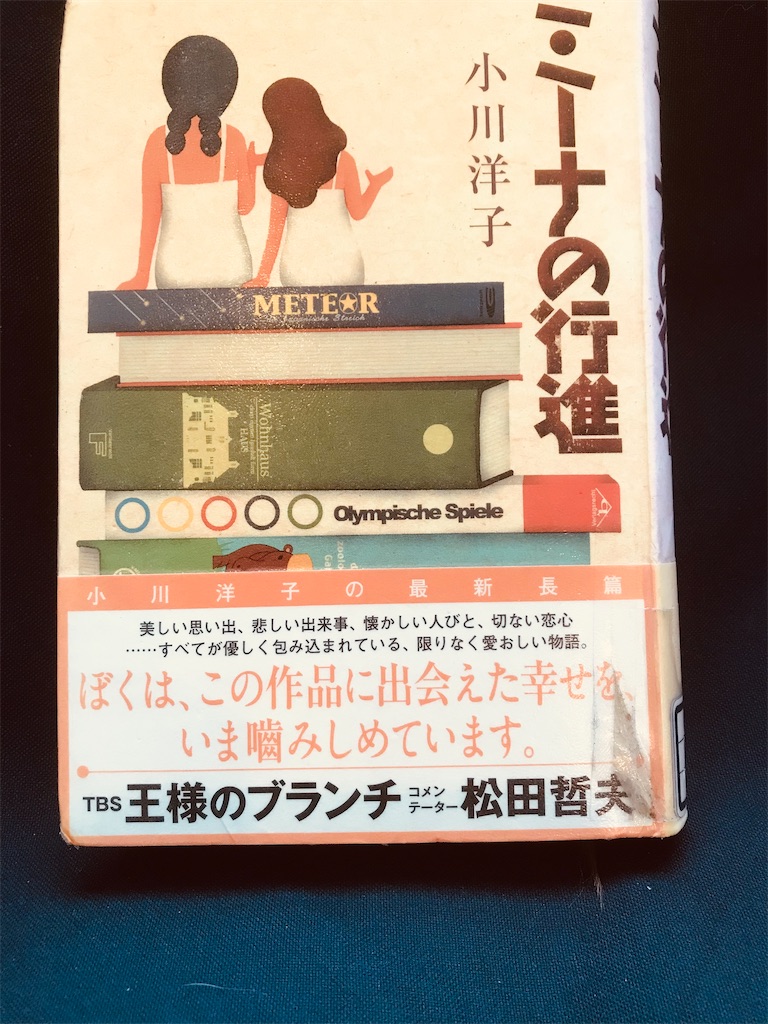 ミーナの行進
小川洋子
METE★R
Wohnhaus
HAUS
Olympische Spiele
小川洋子の最新長篇
美しい思い出、悲しい出来事、懐かしい人びと、切ない恋心
……すべてが優しく包み込まれている、限りなく愛おしい物語。
ぼくは、この作品に出会えた幸せを、
いま嚙みしめています。
TBS 王様のブランチ コメンテーター 松田哲夫